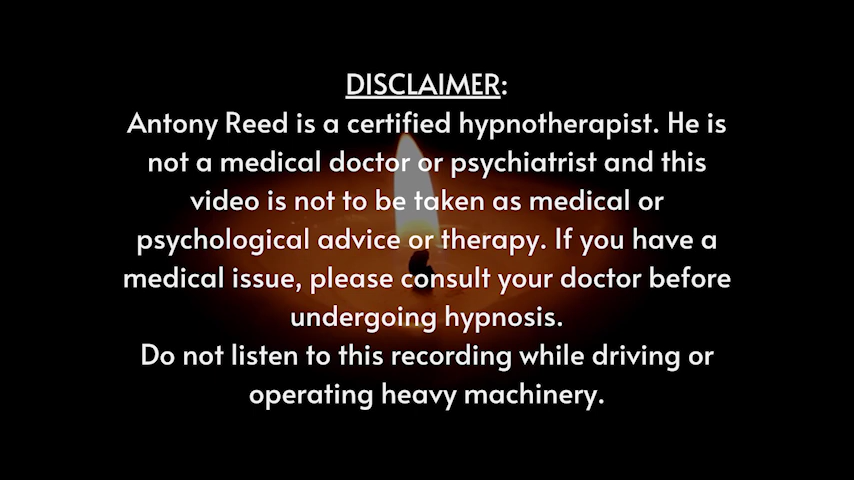 DISCLAIMER:
Antony Reed is a certified hypnotherapist. He is
not a medical doctor or psychiatrist and this
video is not to be taken as medical or
psychological advice or therapy. If you have a
medical issue, please consult your doctor before
undergoing hypnosis.
Do not listen to this recording while driving or
operating heavy machinery.